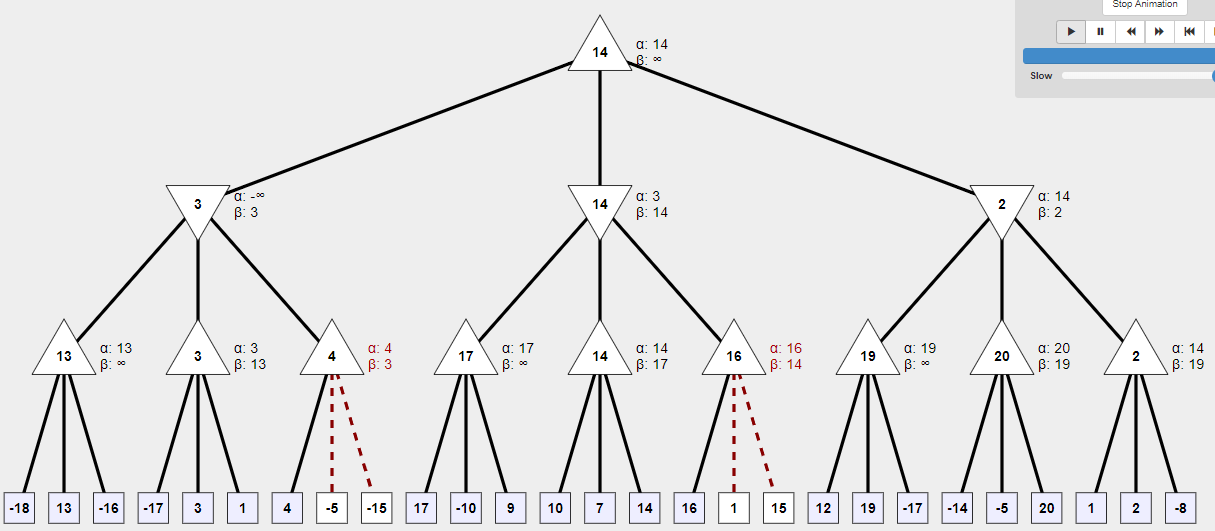 Stop Animation
Slow
14
α: 14
β: ∞
3
α: -∞
β: 3
14
α: 3
β: 14
2
α: 14
β: 2
13
α: 13
β: ∞
3
α: 3
β: 13
4
α: 4
β: 3
17
α: 17
β: ∞
14
α: 14
β: 17
16
α: 16
β: 14
19
α: 19
β: ∞
20
α: 20
β: 19
2
α: 14
β: 19
-18 13 -16 -17 3 1 4 -5 -15 17 -10 9 10 7 14 16 1 15 12 19 -17 -14 -5 20 1 2 -8